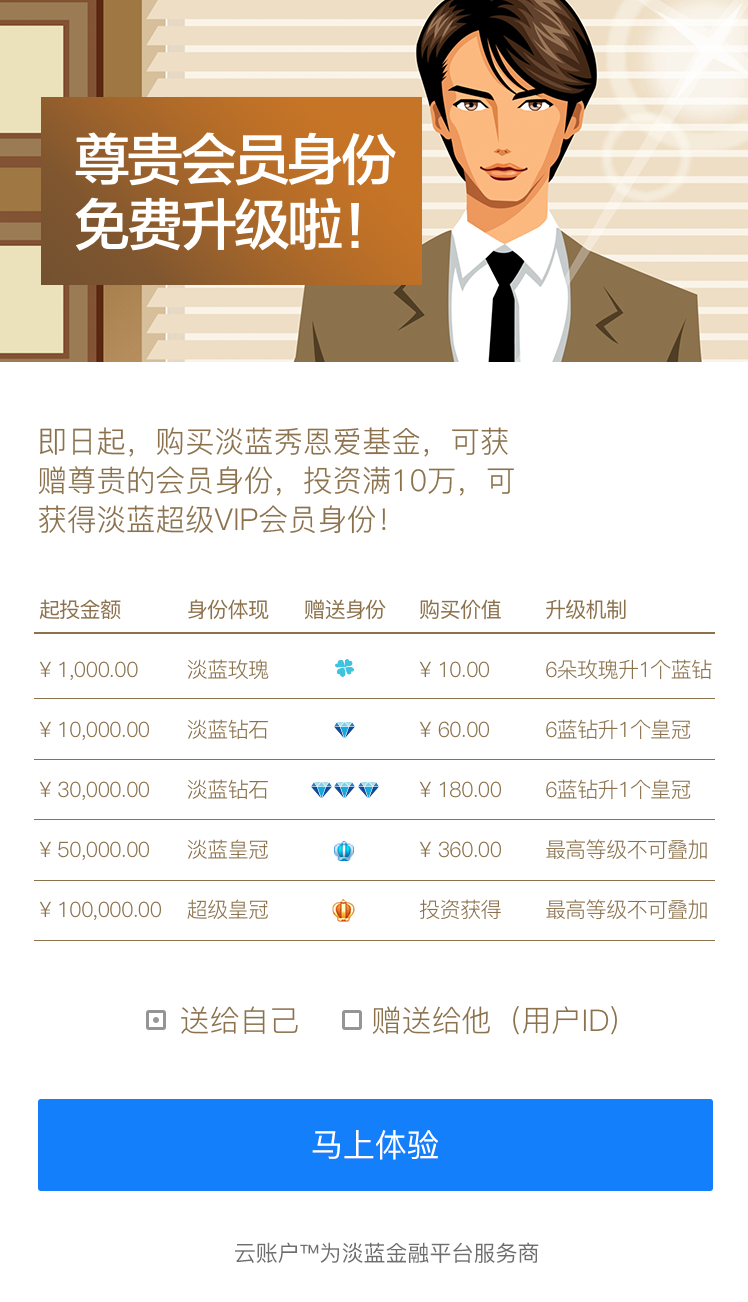 尊贵会员身份
免费升级啦！
即日起，购买淡蓝秀恩爱基金，可获
赠尊贵的会员身份，投资满10万，可
获得淡蓝超级VIP会员身份！
起投金额 身份体现 赠送身份 购买价值 升级机制
¥ 1,000.00 淡蓝玫瑰 ¥ 10.00 6朵玫瑰升1个蓝钻
¥ 10,000.00 淡蓝钻石 ¥ 60.00 6蓝钻升1个皇冠
¥ 30,000.00 淡蓝钻石 ¥ 180.00 6蓝钻升1个皇冠
¥ 50,000.00 淡蓝皇冠 ¥ 360.00 最高等级不可叠加
¥ 100,000.00 超级皇冠 投资获得 最高等级不可叠加
送给自己 赠送给他（用户ID）
马上体验
云账户™为淡蓝金融平台服务商